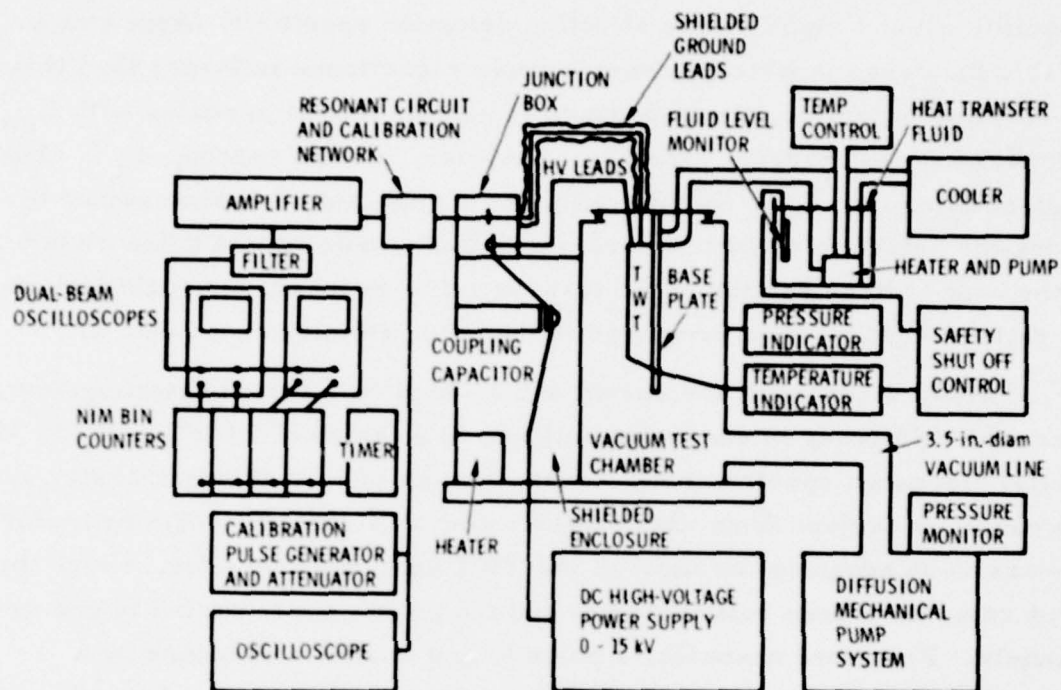 SHIELDED
GROUND
LEADS
JUNCTION
BOX
RESONANT CIRCUIT
AND CALIBRATION
NETWORK
FLUID LEVEL
MONITOR
TEMP
CONTROL
HEAT TRANSFER
FLUID
HV LEADS
AMPLIFIER
COOLER
FILTER
HEATER AND PUMP
DUAL-BEAM
OSCILLOSCOPES
TWT
BASE
PLATE
COUPLING
CAPACITOR
PRESSURE
INDICATOR
SAFETY
SHUT OFF
CONTROL
TEMPERATURE
INDICATOR
NIM BIN
COUNTERS
TIMER
VACUUM TEST
CHAMBER
3.5 in.-diam
VACUUM LINE
HEATER
SHIELDED
ENCLOSURE
PRESSURE
MONITOR
CALIBRATION
PULSE GENERATOR
AND ATTENUATOR
DC HIGH-VOLTAGE
POWER SUPPLY
0 - 15 kV
DIFFUSION
MECHANICAL
PUMP
SYSTEM
OSCILLOSCOPE